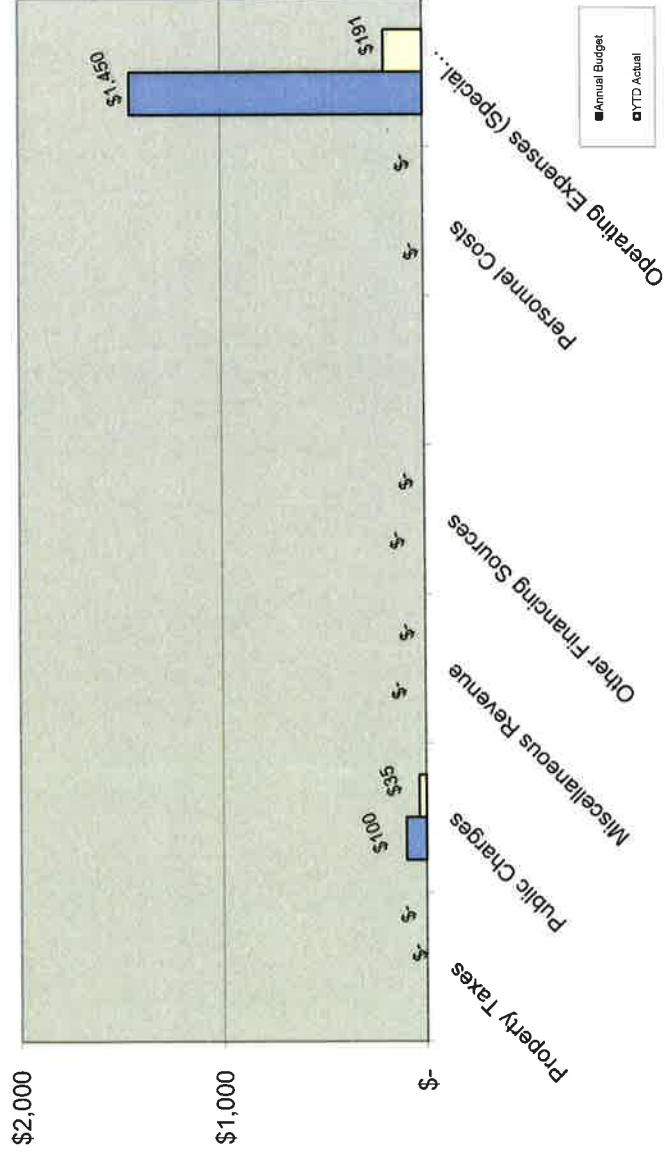 $2,000
$1,000
$-
$-
$-
$100
$35
$-
$-
$-
$-
$-
$-
$1,450
$191
Property Taxes
Public Charges
Miscellaneous Revenue
Other Financing Sources
Personnel Costs
Operating Expenses (Special...
Annual Budget
YTD Actual